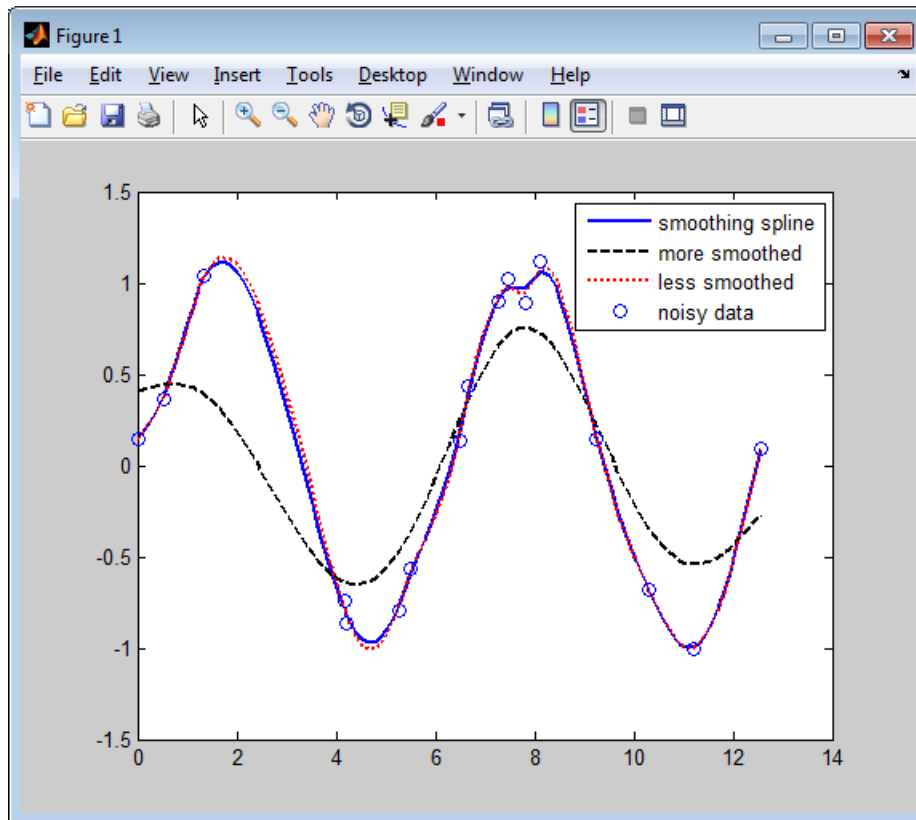 Figure 1
File Edit View Insert Tools Desktop Window Help
1.5
1
0.5
0
-0.5
-1
-1.5
0 2 4 6 8 10 12 14
smoothing spline
more smoothed
less smoothed
noisy data